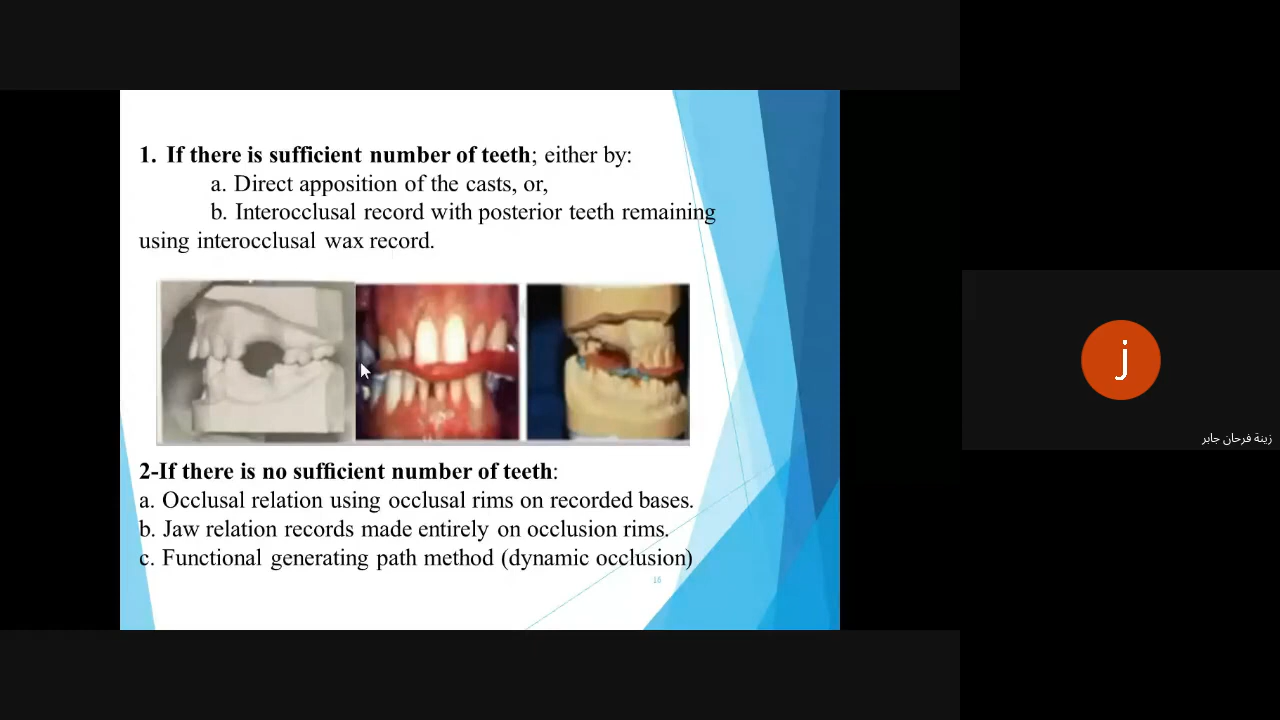 1. If there is sufficient number of teeth; either by:
a. Direct apposition of the casts, or,
b. Interocclusal record with posterior teeth remaining
using interocclusal wax record.
2-If there is no sufficient number of teeth:
a. Occlusal relation using occlusal rims on recorded bases.
b. Jaw relation records made entirely on occlusion rims.
c. Functional generating path method (dynamic occlusion)
16
j
زينة فرحان جابر